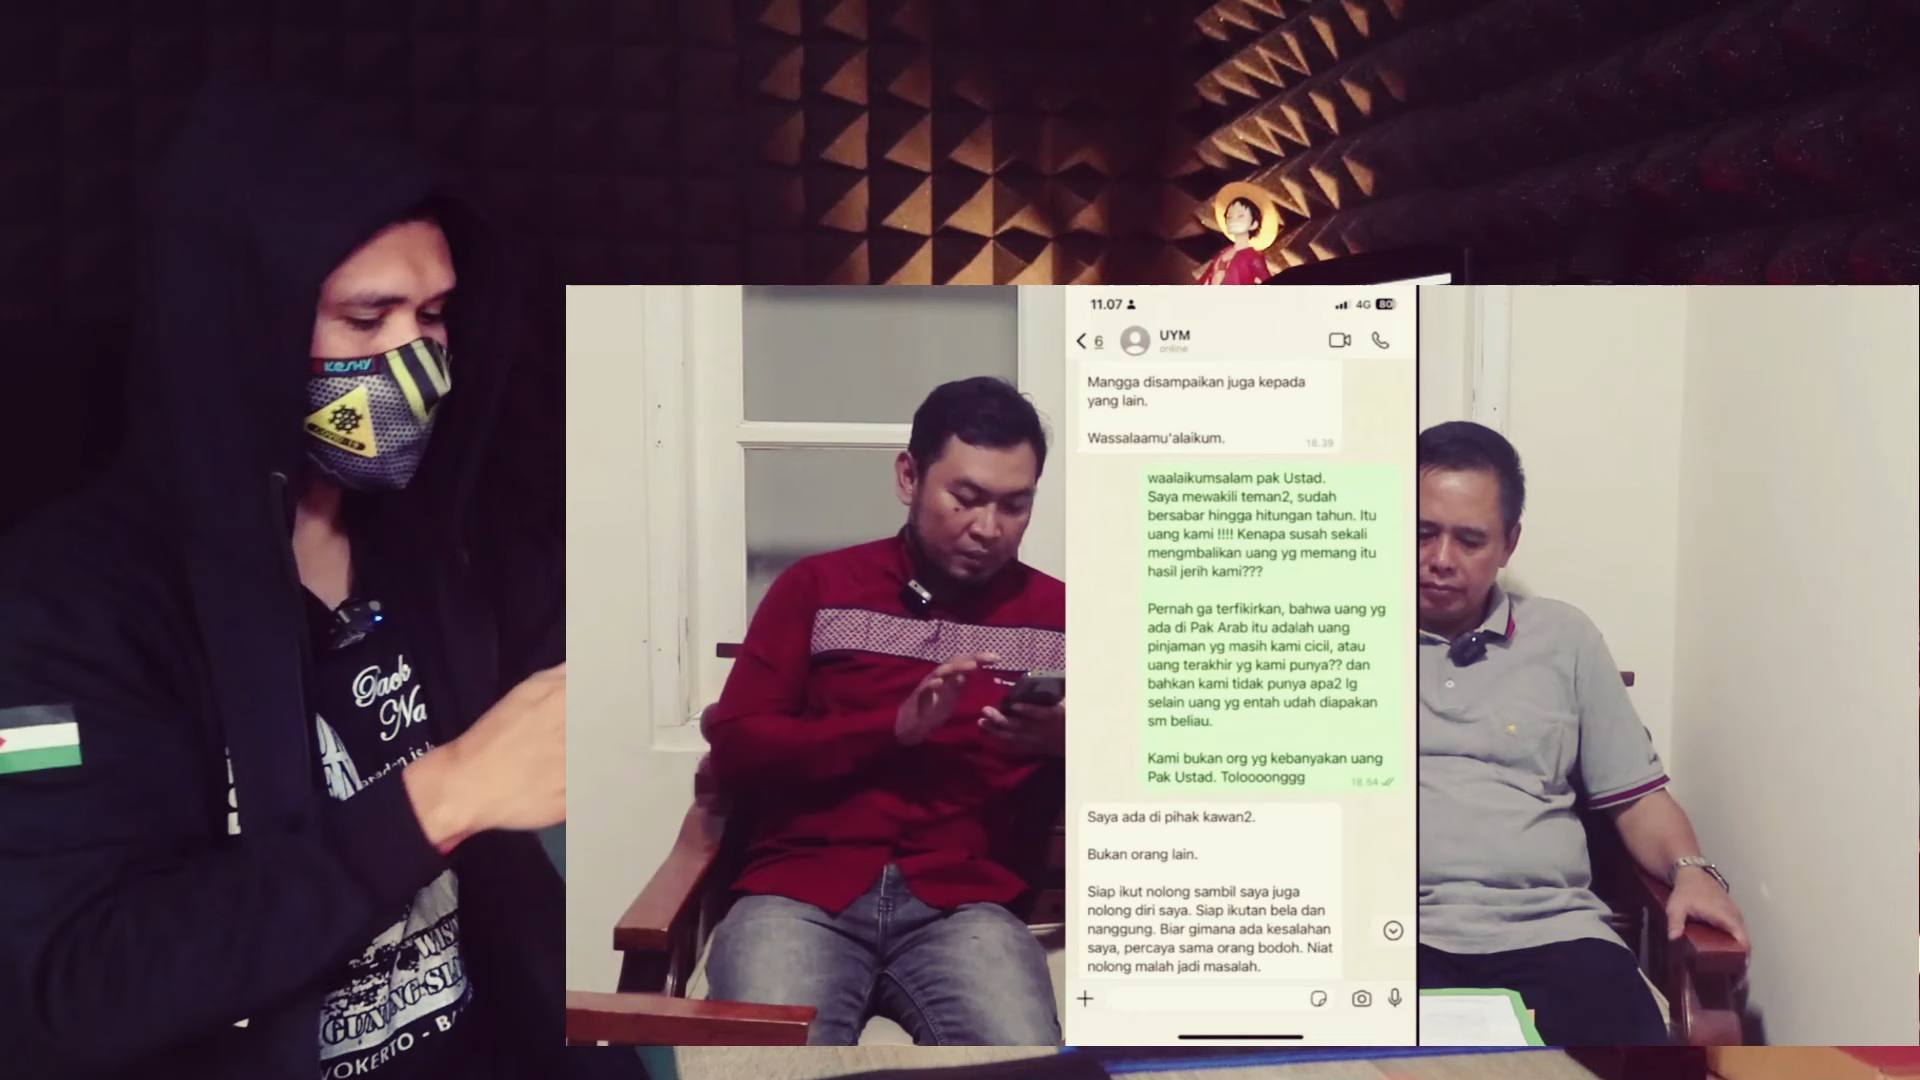 11.07
4G
80
6
UYM
online
Mangga disampaikan juga kepada
yang lain.
Wassalaamu'alaikum.
18.39
waalaikumsalam pak Ustad.
Saya mewakili teman2, sudah
bersabar hingga hitungan tahun. Itu
uang kami !!!! Kenapa susah sekali
mengmbalikan uang yg memang itu
hasil jerih kami???
Pernah ga terfikirkan, bahwa uang yg
ada di Pak Arab itu adalah uang
pinjaman yg masih kami cicil, atau
uang terakhir yg kami punya?? dan
bahkan kami tidak punya apa2 lg
selain uang yg entah udah diapakan
sm beliau.
Kami bukan org yg kebanyakan uang
Pak Ustad. Toloooonggg
18.54
Saya ada di pihak kawan2.
Bukan orang lain.
Siap ikut nolong sambil saya juga
nolong diri saya. Siap ikutan bela dan
nanggung. Biar gimana ada kesalahan
saya, percaya sama orang bodoh. Niat
nolong malah jadi masalah.
Keshy
COVID-19